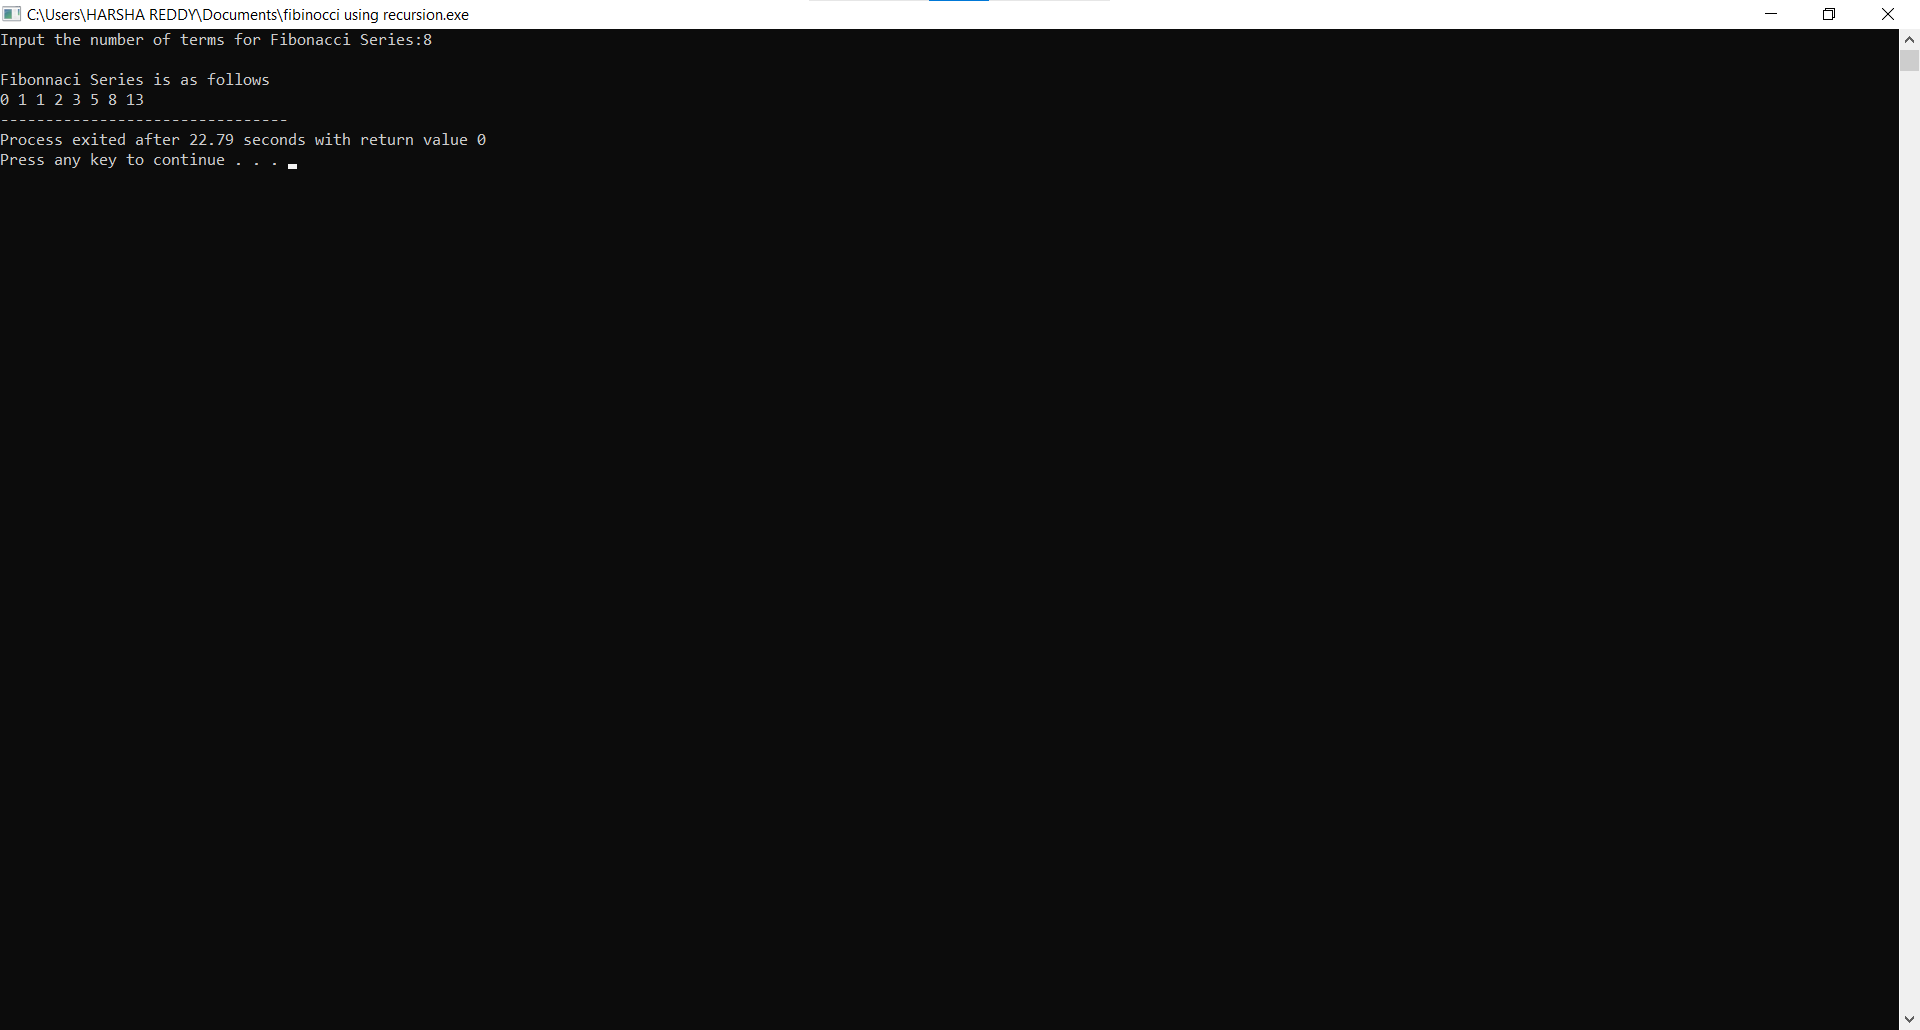 C:\Users\HARSHA REDDY\Documents\fibinocci using recursion.exe
Input the number of terms for Fibonacci Series:8
Fibonnaci Series is as follows
0 1 1 2 3 5 8 13
--------------------------------
Process exited after 22.79 seconds with return value 0
Press any key to continue . . .